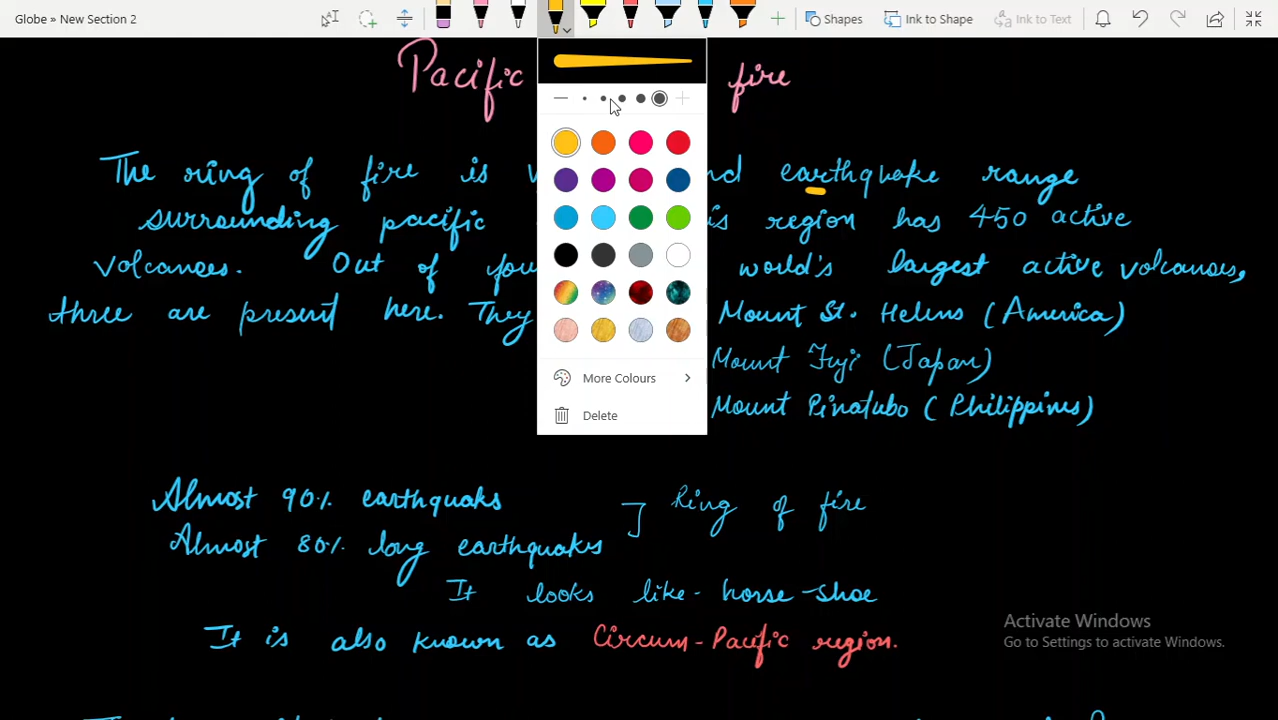 Globe » New Section 2
Shapes
Ink to Shape
Ink to Text
Pacific fire
The ring of fire is nd earthquake range
surrounding pacific is region has 450 active
volcanoes. Out of world's largest active volcanoes,
three are present here. They Mount St. Helens (America)
Mount Fuji (Japan)
Mount Pinatubo (Philippines)
More Colours
Delete
Almost 90% earthquaks
Almost 80% long earthquakes
] Ring of fire
It looks like- horse-shoe
It is also known as Circum-Pacific region.
Activate Windows
Go to Settings to activate Windows.